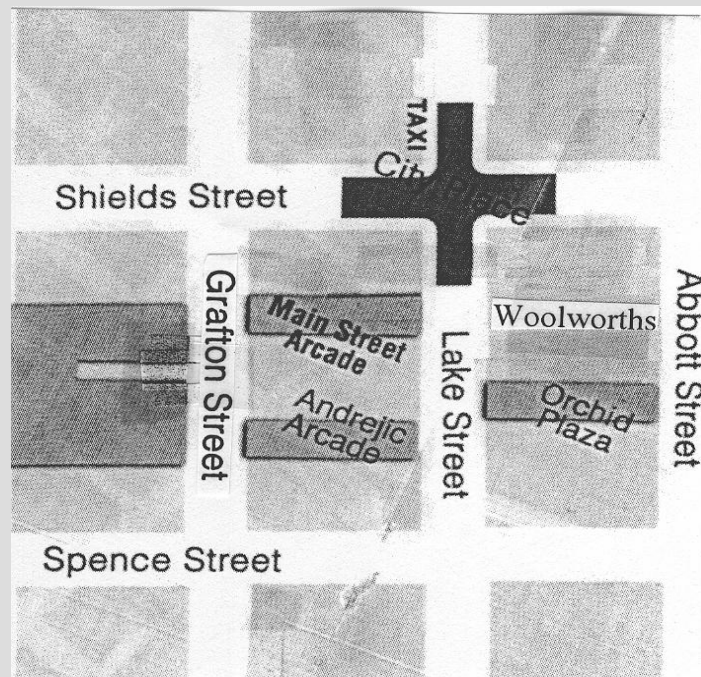 TAXI
City Place
Shields Street
Grafton Street
Main Street
Arcade
Woolworths
Abbott Street
Lake Street
Andrejic
Arcade
Orchid
Plaza
Spence Street